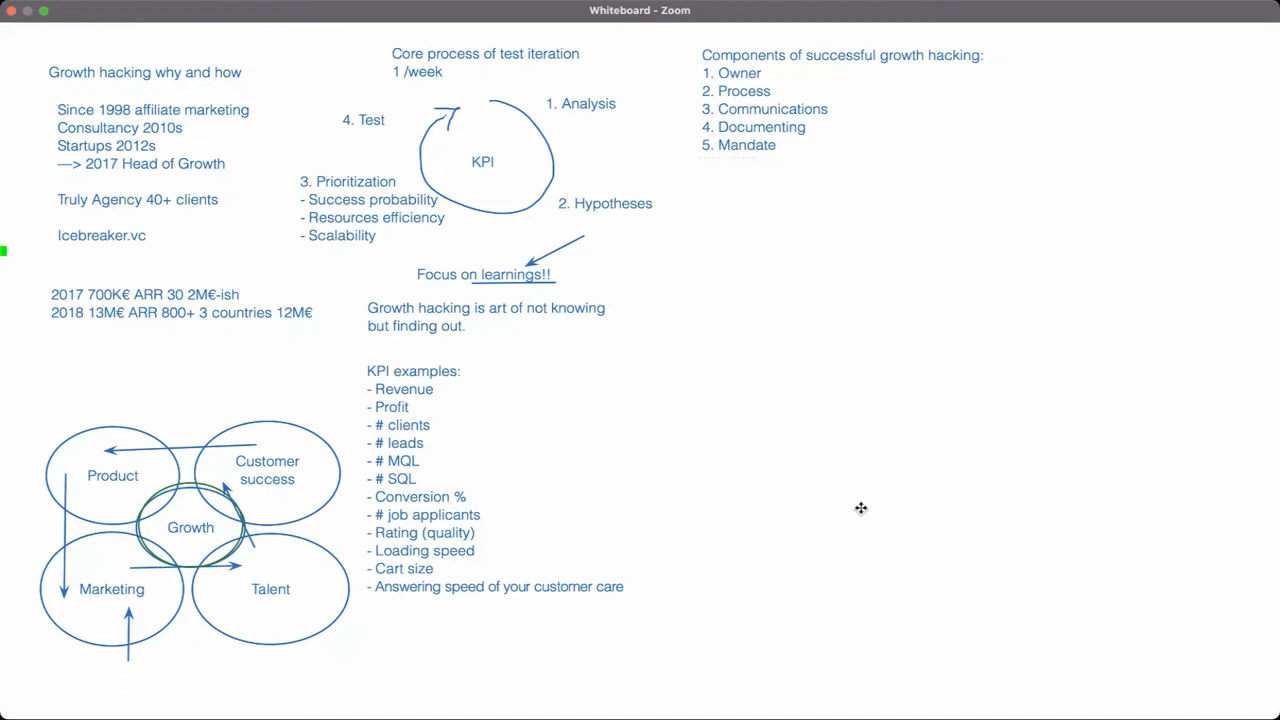 Whiteboard - Zoom
Growth hacking why and how
Since 1998 affiliate marketing
Consultancy 2010s
Startups 2012s
—> 2017 Head of Growth
Truly Agency 40+ clients
Icebreaker.vc
2017 700K€ ARR 30 2M€-ish
2018 13M€ ARR 800+ 3 countries 12M€
Product
Customer
success
Growth
Marketing
Talent
Core process of test iteration
1 /week
1. Analysis
4. Test
KPI
3. Prioritization
- Success probability
- Resources efficiency
- Scalability
2. Hypotheses
Focus on learnings!!
Growth hacking is art of not knowing
but finding out.
KPI examples:
- Revenue
- Profit
- # clients
- # leads
- # MQL
- # SQL
- Conversion %
- # job applicants
- Rating (quality)
- Loading speed
- Cart size
- Answering speed of your customer care
Components of successful growth hacking:
1. Owner
2. Process
3. Communications
4. Documenting
5. Mandate